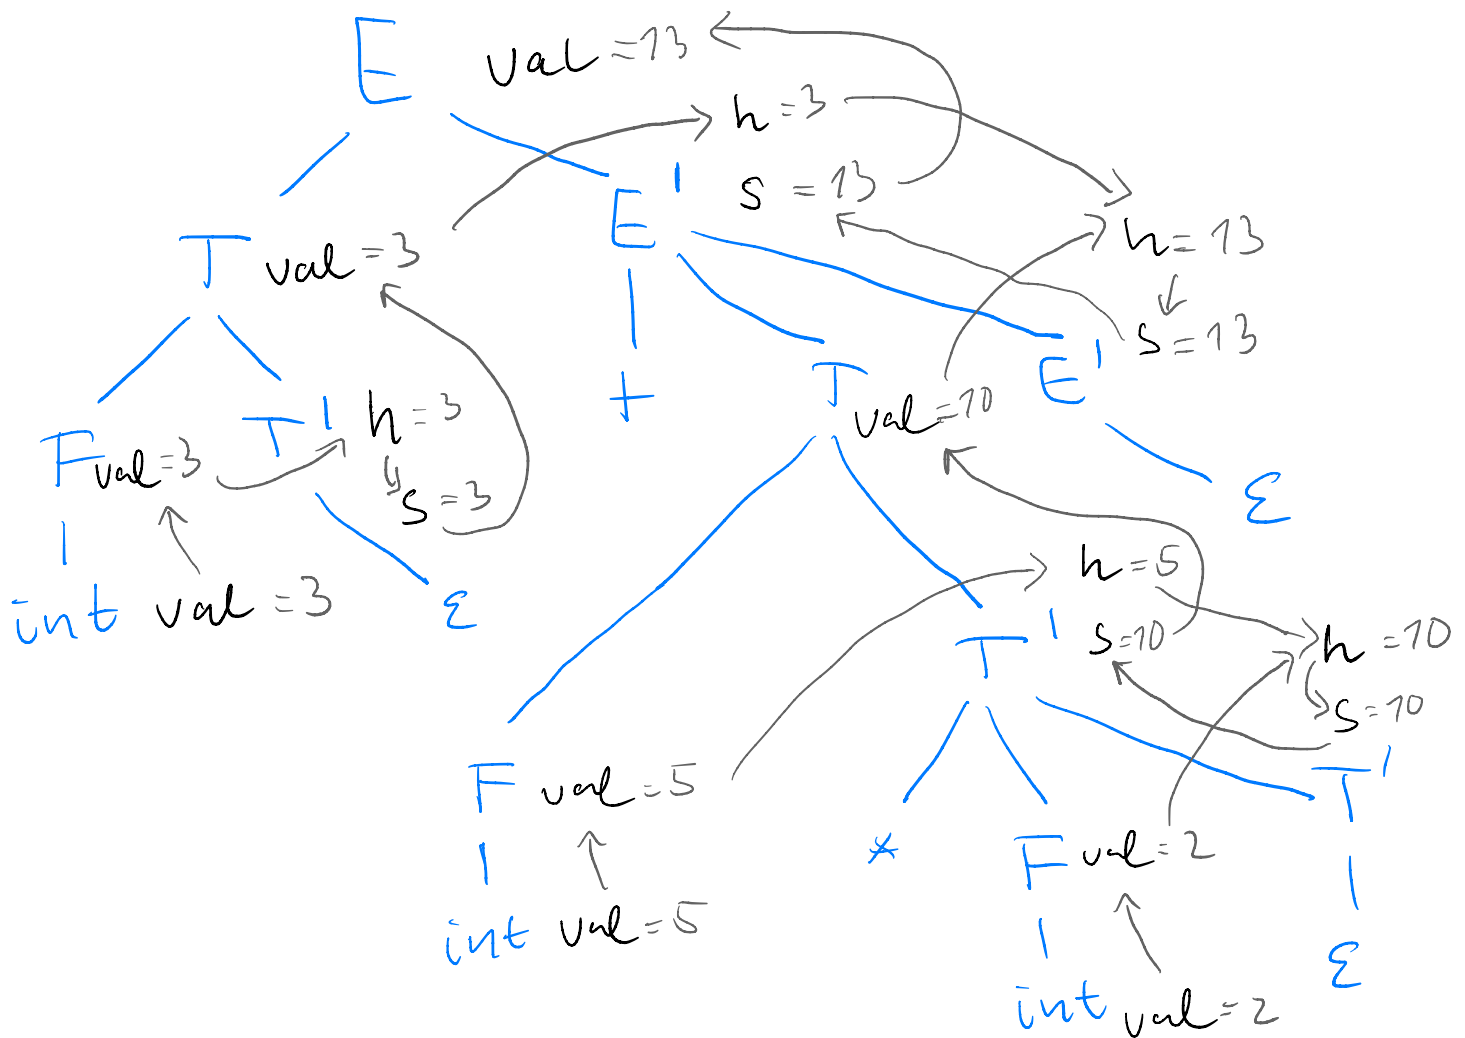 E val = 13
h = 3
E' s = 13
T val = 3
h = 13
s = 13
+
T val = 10
E'
F val = 3
T' h = 3
s = 3
ε
int val = 3
ε
h = 5
T' s = 10
h = 10
s = 10
F val = 5
*
F val = 2
T'
int val = 5
ε
int val = 2